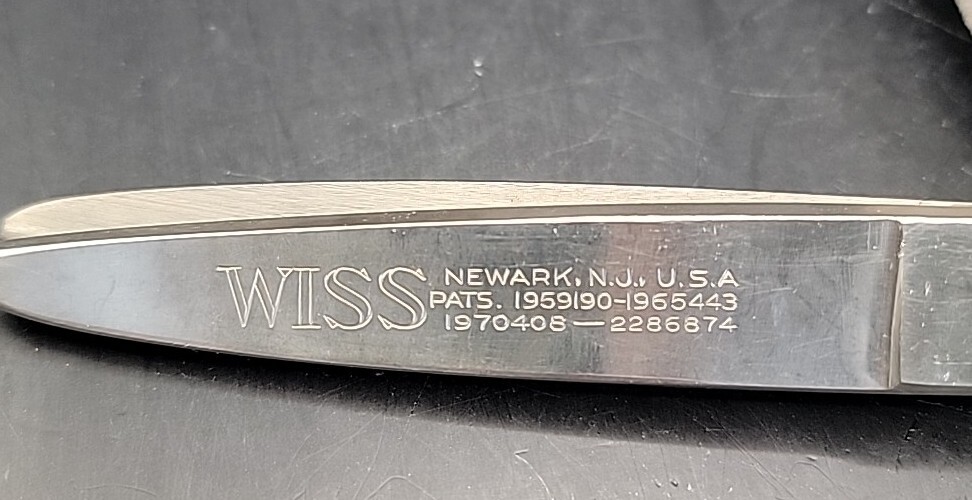 WISS
NEWARK, N.J., U.S.A
PATS. 1959190-1965443
1970408—2286874